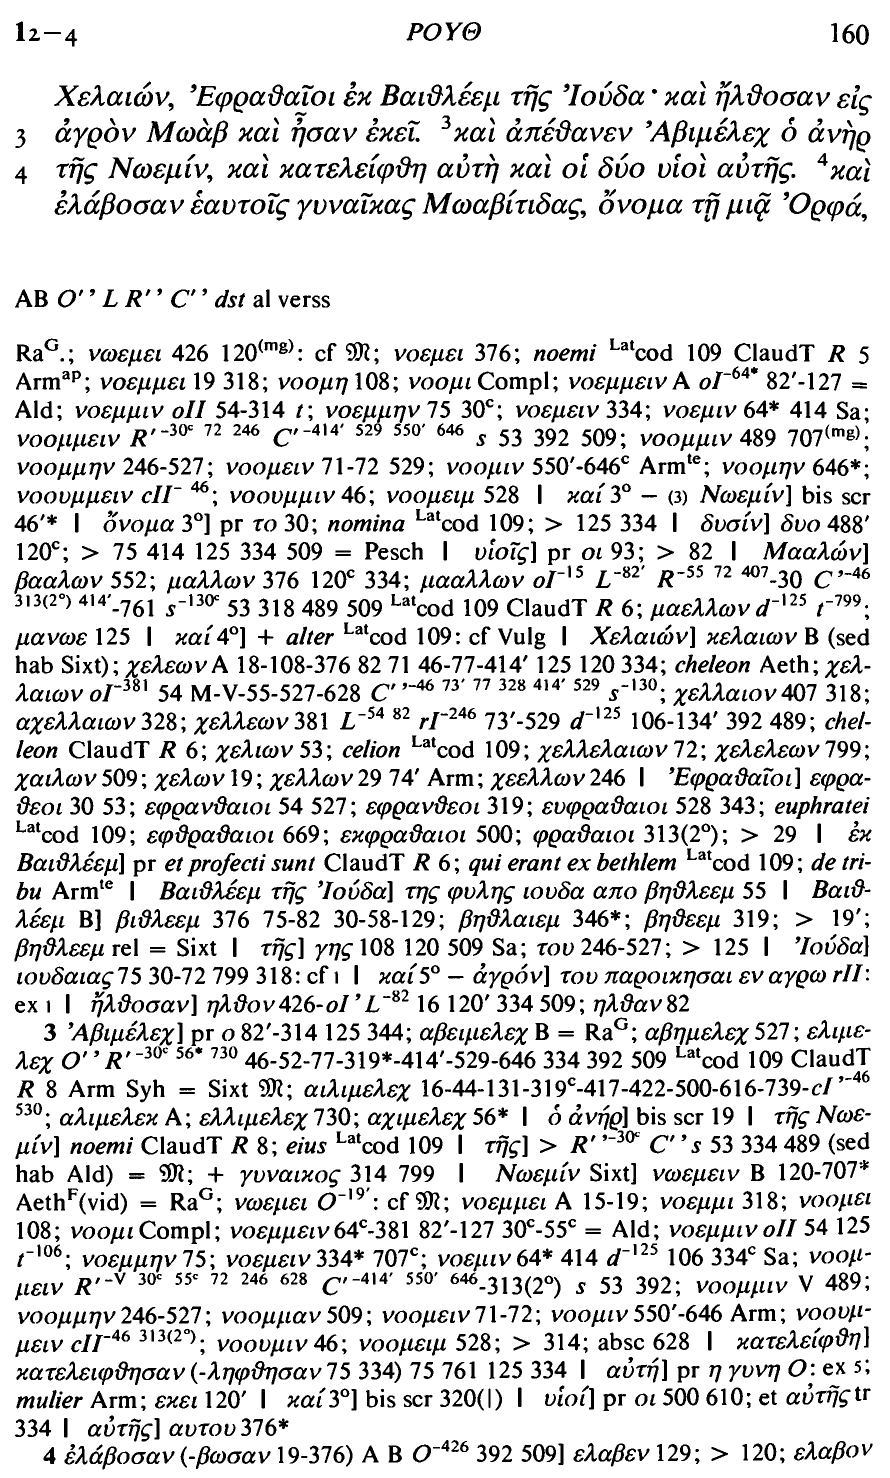 12–4 ΡΟΥΘ 160
Χελαιών, Ἐφραθαῖοι ἐκ Βαιθλέεμ τῆς Ἰούδα· καὶ ἤλθοσαν εἰς
3 ἀγρὸν Μωὰβ καὶ ἦσαν ἐκεῖ. ³καὶ ἀπέθανεν Ἀβιμέλεχ ὁ ἀνὴρ
4 τῆς Νωεμίν, καὶ κατελείφθη αὐτὴ καὶ οἱ δύο υἱοὶ αὐτῆς. ⁴καὶ
ἐλάβοσαν ἑαυτοῖς γυναῖκας Μωαβίτιδας, ὄνομα τῇ μιᾷ Ὀρφά,
AB O′’ L R′’ C′’ dst al verss
Raᴳ.; νωεμει 426 120⁽ᵐᵍ⁾: cf 𝔐; νοεμει 376; noemi ᴸᵃᵗcod 109 ClaudT R 5
Armᵃᵖ; νοεμμει 19 318; νοομη 108; νοομι Compl; νοεμμειν A oI⁻⁶⁴* 82′-127 =
Ald; νοεμμιν oII 54-314 t; νοεμμην 75 30ᶜ; νοεμειν 334; νοεμιν 64* 414 Sa;
νοομμειν R′⁻³⁰ᶜ ⁷² ²⁴⁶ C′⁻⁴¹⁴′ ⁵²⁹ ⁵⁵⁰′ ⁶⁴⁶ s 53 392 509; νοομμιν 489 707⁽ᵐᵍ⁾;
νοομμην 246-527; νοομειν 71-72 529; νοομιν 550′-646ᶜ Armᵗᵉ; νοομην 646*;
νοουμμειν cII⁻ ⁴⁶; νοουμμιν 46; νοομειμ 528 | καί 3° – (3) Νωεμίν] bis scr
46′* | ὄνομα 3°] pr το 30; nomina ᴸᵃᵗcod 109; > 125 334 | δυσίν] δυο 488′
120ᶜ; > 75 414 125 334 509 = Pesch | υἱοῖς] pr οι 93; > 82 | Μααλών]
βααλων 552; μαλλων 376 120ᶜ 334; μααλλων oI⁻¹⁵ L⁻⁸²′ R⁻⁵⁵ ⁷² ⁴⁰⁷-30 C’⁻⁴⁶
³¹³⁽²°⁾ ⁴¹⁴′-761 s⁻¹³⁰ᶜ 53 318 489 509 ᴸᵃᵗcod 109 ClaudT R 6; μαελλων d⁻¹²⁵ t⁻⁷⁹⁹;
μανωε 125 | καί 4°] + alter ᴸᵃᵗcod 109: cf Vulg | Χελαιών] κελαιων B (sed
hab Sixt); χελεων A 18-108-376 82 71 46-77-414′ 125 120 334; cheleon Aeth; χελ-
λαιων oI⁻³⁸¹ 54 M-V-55-527-628 C′’⁻⁴⁶ ⁷³′ ⁷⁷ ³²⁸ ⁴¹⁴′ ⁵²⁹ s⁻¹³⁰; χελλαιον 407 318;
αχελλαιων 328; χελλεων 381 L⁻⁵⁴ ⁸² rI⁻²⁴⁶ 73′-529 d⁻¹²⁵ 106-134′ 392 489; chel-
leon ClaudT R 6; χελιων 53; celion ᴸᵃᵗcod 109; χελλελαιων 72; χελελεων 799;
χαιλων 509; χελων 19; χελλων 29 74′ Arm; χεελλων 246 | Ἐφραθαῖοι] εφρα-
θεοι 30 53; εφρανθαιοι 54 527; εφρανθεοι 319; ευφραθαιοι 528 343; euphratei
ᴸᵃᵗcod 109; εφθραθαιοι 669; εκφραθαιοι 500; φραθαιοι 313(2°); > 29 | ἐκ
Βαιθλέεμ] pr et profecti sunt ClaudT R 6; qui erant ex bethlem ᴸᵃᵗcod 109; de tri-
bu Armᵗᵉ | Βαιθλέεμ τῆς Ἰούδα] της φυλης ιουδα απο βηθλεεμ 55 | Βαιθ-
λέεμ B] βιθλεεμ 376 75-82 30-58-129; βηθλαιεμ 346*; βηθεεμ 319; > 19′;
βηθλεεμ rel = Sixt | τῆς] γης 108 120 509 Sa; του 246-527; > 125 | Ἰούδα]
ιουδαιας 75 30-72 799 318: cf 1 | καί 5° – ἀγρόν] του παροικησαι εν αγρω rII:
ex 1 | ἤλθοσαν] ηλθον 426-oI’ L⁻⁸² 16 120′ 334 509; ηλθαν 82
3 Ἀβιμέλεχ] pr ο 82′-314 125 344; αβειμελεχ B = Raᴳ; αβημελεχ 527; ελιμε-
λεχ O′’ R′⁻³⁰ᶜ ⁵⁶* ⁷³⁰ 46-52-77-319*-414′-529-646 334 392 509 ᴸᵃᵗcod 109 ClaudT
R 8 Arm Syh = Sixt 𝔐; αιλιμελεχ 16-44-131-319ᶜ-417-422-500-616-739-cI’⁻⁴⁶
⁵³⁰; αλιμελεκ A; ελλιμελεχ 730; αχιμελεχ 56* | ὁ ἀνήρ] bis scr 19 | τῆς Νωε-
μίν] noemi ClaudT R 8; eius ᴸᵃᵗcod 109 | τῆς] > R′’⁻³⁰ᶜ C′’s 53 334 489 (sed
hab Ald) = 𝔐; + γυναικος 314 799 | Νωεμίν Sixt] νωεμειν B 120-707*
Aethꟳ(vid) = Raᴳ; νωεμει O⁻¹⁹′: cf 𝔐; νοεμμει A 15-19; νοεμμι 318; νοομει
108; νοομι Compl; νοεμμειν 64ᶜ-381 82′-127 30ᶜ-55ᶜ = Ald; νοεμμιν oII 54 125
t⁻¹⁰⁶; νοεμμην 75; νοεμειν 334* 707ᶜ; νοεμιν 64* 414 d⁻¹²⁵ 106 334ᶜ Sa; νοομ-
μειν R′⁻ⱽ ³⁰ᶜ ⁵⁵ᶜ ⁷² ²⁴⁶ ⁶²⁸ C′⁻⁴¹⁴′ ⁵⁵⁰′ ⁶⁴⁶-313(2°) s 53 392; νοομμιν V 489;
νοομμην 246-527; νοομμαν 509; νοομειν 71-72; νοομιν 550′-646 Arm; νοουμ-
μειν cII⁻⁴⁶ ³¹³⁽²°⁾; νοουμιν 46; νοομειμ 528; > 314; absc 628 | κατελείφθη]
κατελειφθησαν (-ληφθησαν 75 334) 75 761 125 334 | αὐτή] pr η γυνη O: ex 5;
mulier Arm; εκει 120′ | καί 3°] bis scr 320(|) | υἱοί] pr οι 500 610; et αὐτῆς tr
334 | αὐτῆς] αυτου 376*
4 ἐλάβοσαν (-βωσαν 19-376) A B O⁻⁴²⁶ 392 509] ελαβεν 129; > 120; ελαβον